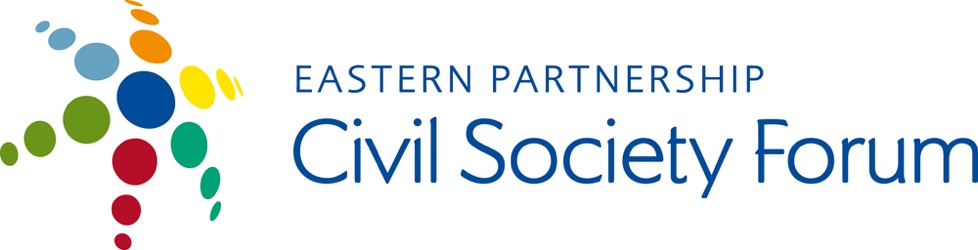 EASTERN PARTNERSHIP
Civil Society Forum